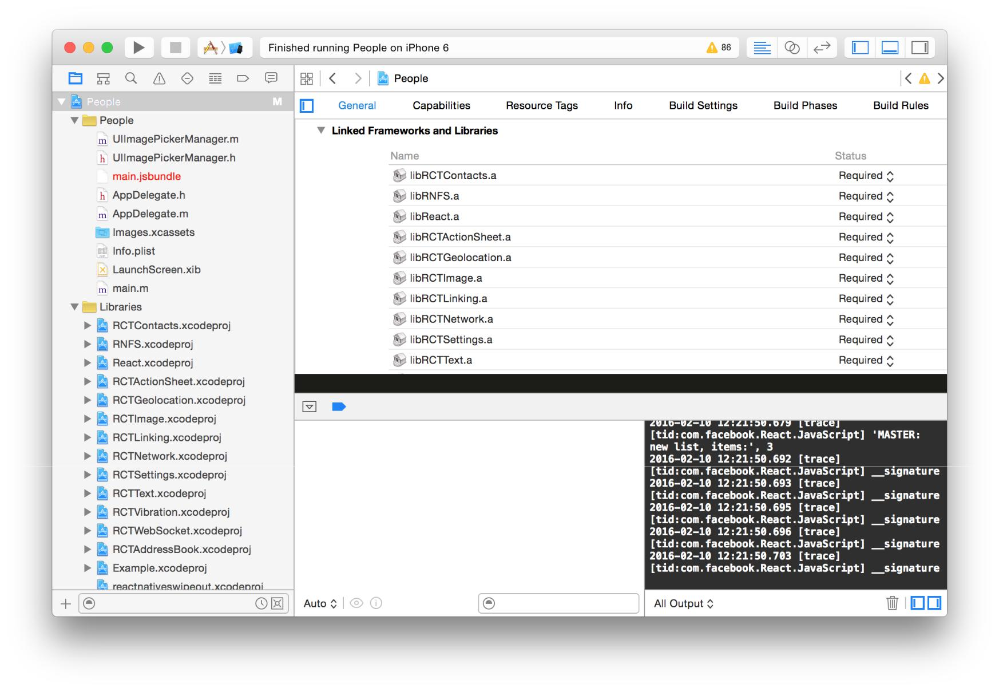 Finished running People on iPhone 6
86
People
General
Capabilities
Resource Tags
Info
Build Settings
Build Phases
Build Rules
People
M
People
UIImagePickerManager.m
UIImagePickerManager.h
main.jsbundle
AppDelegate.h
AppDelegate.m
Images.xcassets
Info.plist
LaunchScreen.xib
main.m
Libraries
RCTContacts.xcodeproj
RNFS.xcodeproj
React.xcodeproj
RCTActionSheet.xcodeproj
RCTGeolocation.xcodeproj
RCTImage.xcodeproj
RCTLinking.xcodeproj
RCTNetwork.xcodeproj
RCTSettings.xcodeproj
RCTText.xcodeproj
RCTVibration.xcodeproj
RCTWebSocket.xcodeproj
RCTAddressBook.xcodeproj
Example.xcodeproj
reactnativeswipeout.xcodeproj
Linked Frameworks and Libraries
Name Status
libRCTContacts.a Required
libRNFS.a Required
libReact.a Required
libRCTActionSheet.a Required
libRCTGeolocation.a Required
libRCTImage.a Required
libRCTLinking.a Required
libRCTNetwork.a Required
libRCTSettings.a Required
libRCTText.a Required
2016-02-10 12:21:50.679 [trace]
[tid:com.facebook.React.JavaScript] 'MASTER:
new list, items:', 3
2016-02-10 12:21:50.692 [trace]
[tid:com.facebook.React.JavaScript] __signature
2016-02-10 12:21:50.693 [trace]
[tid:com.facebook.React.JavaScript] __signature
2016-02-10 12:21:50.695 [trace]
[tid:com.facebook.React.JavaScript] __signature
2016-02-10 12:21:50.696 [trace]
[tid:com.facebook.React.JavaScript] __signature
2016-02-10 12:21:50.703 [trace]
[tid:com.facebook.React.JavaScript] __signature
Auto
All Output